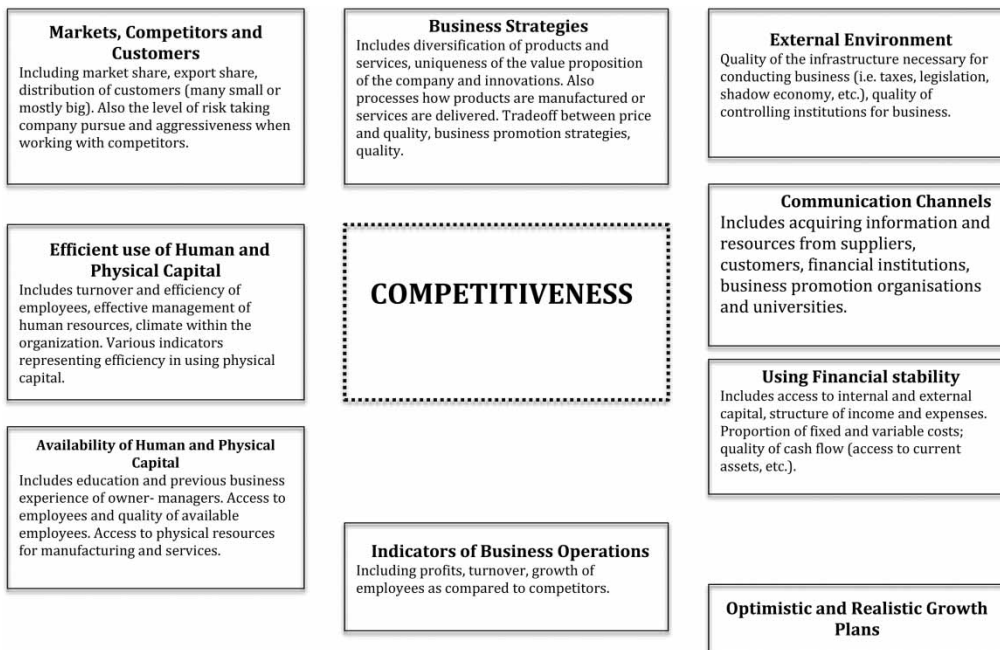 Markets, Competitors and
Customers
Including market share, export share,
distribution of customers (many small or
mostly big). Also the level of risk taking
company pursue and aggressiveness when
working with competitors.
Business Strategies
Includes diversification of products and
services, uniqueness of the value proposition
of the company and innovations. Also
processes how products are manufactured or
services are delivered. Tradeoff between
price and quality, business promotion strategies,
quality.
External Environment
Quality of the infrastructure necessary for
conducting business (i.e. taxes, legislation,
shadow economy, etc.), quality of
controlling institutions for business.
Efficient use of Human and
Physical Capital
Includes turnover and efficiency of
employees, effective management of
human resources, climate within the
organization. Various indicators
representing efficiency in using physical
capital.
COMPETITIVENESS
Communication Channels
Includes acquiring information and
resources from suppliers,
customers, financial institutions,
business promotion organisations
and universities.
Using Financial stability
Includes access to internal and external
capital, structure of income and expenses.
Proportion of fixed and variable costs;
quality of cash flow (access to current
assets, etc.).
Availability of Human and Physical
Capital
Includes education and previous business
experience of owner- managers. Access to
employees and quality of available
employees. Access to physical resources
for manufacturing and services.
Indicators of Business Operations
Including profits, turnover, growth of
employees as compared to competitors.
Optimistic and Realistic Growth
Plans